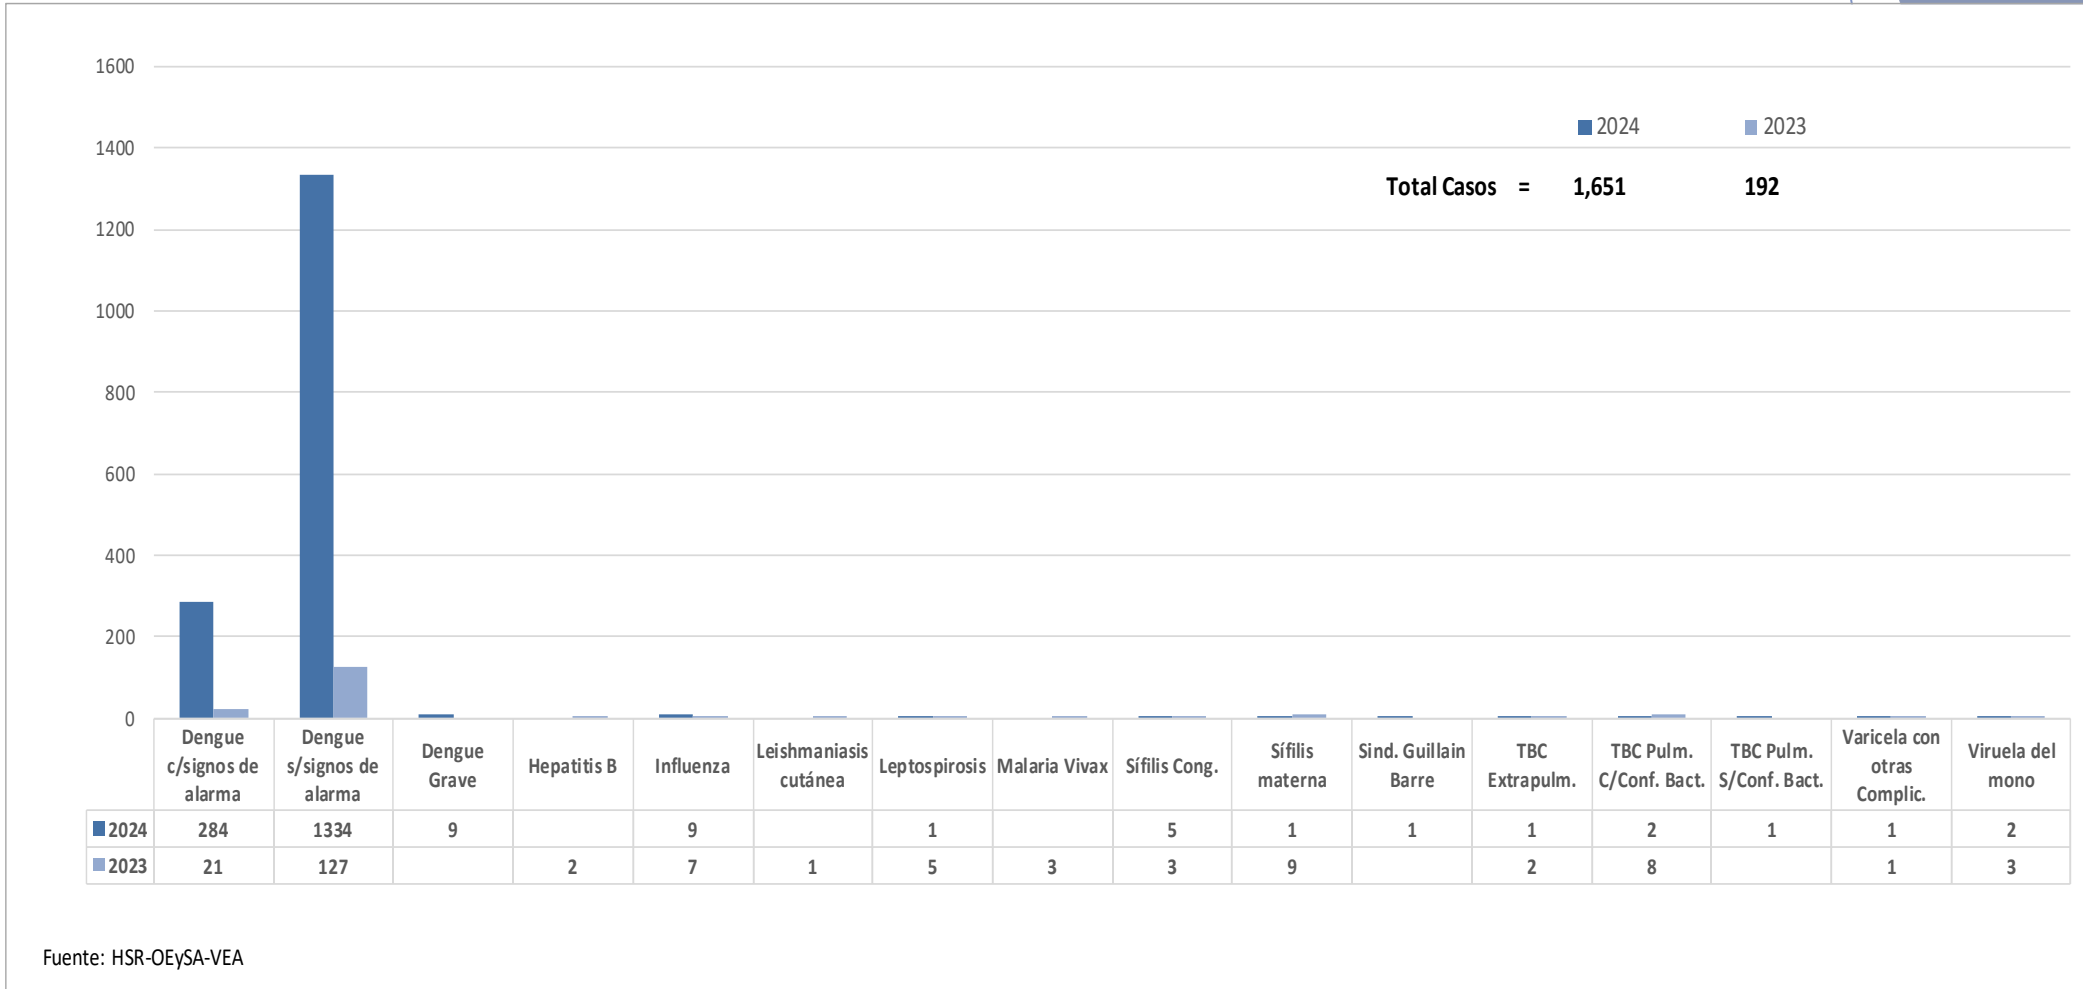 1600
2024 2023
1400
Total Casos = 1,651 192
1200
1000
800
600
400
200
0
Dengue c/signos de alarma
Dengue s/signos de alarma
Dengue Grave
Hepatitis B
Influenza
Leishmaniasis cutánea
Leptospirosis
Malaria Vivax
Sífilis Cong.
Sífilis materna
Sind. Guillain Barre
TBC Extrapulm.
TBC Pulm. C/Conf. Bact.
TBC Pulm. S/Conf. Bact.
Varicela con otras Complic.
Viruela del mono
2024 284 1334 9 9 1 5 1 1 1 2 1 1 2
2023 21 127 2 7 1 5 3 3 9 2 8 1 3
Fuente: HSR-OEySA-VEA